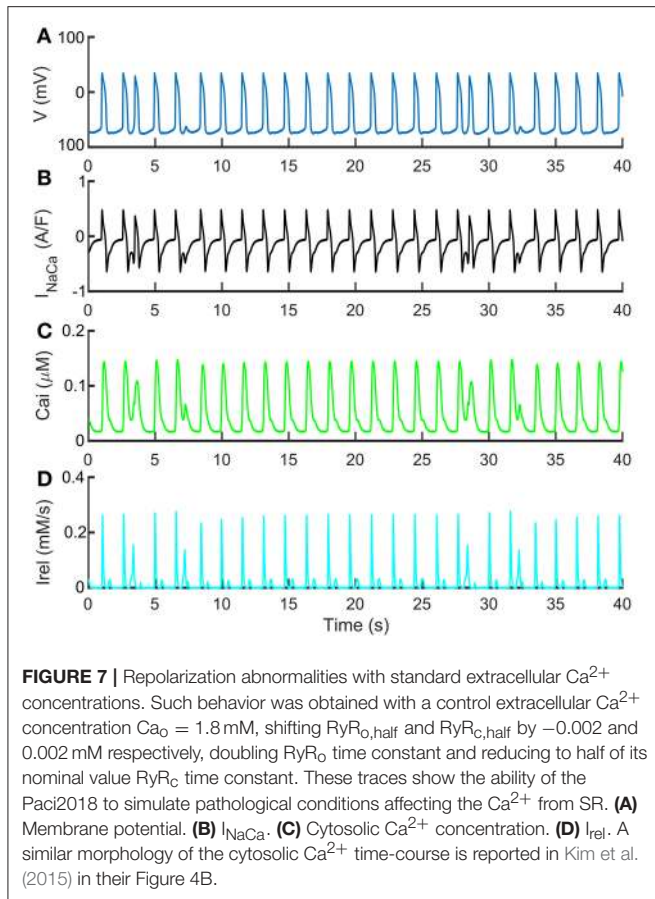 A
100
0
100
V (mV)
0 5 10 15 20 25 30 35 40
B
1
0
-1
I_NaCa (A/F)
0 5 10 15 20 25 30 35 40
C
0.2
0.1
0
Cai (μM)
0 5 10 15 20 25 30 35 40
D
0.4
0.2
0
Irel (mM/s)
0 5 10 15 20 25 30 35 40
Time (s)
FIGURE 7 | Repolarization abnormalities with standard extracellular Ca2+
concentrations. Such behavior was obtained with a control extracellular Ca2+
concentration Cao = 1.8 mM, shifting RyRo,half and RyRc,half by −0.002 and
0.002 mM respectively, doubling RyRo time constant and reducing to half of its
nominal value RyRc time constant. These traces show the ability of the
Paci2018 to simulate pathological conditions affecting the Ca2+ from SR. (A)
Membrane potential. (B) INaCa. (C) Cytosolic Ca2+ concentration. (D) Irel. A
similar morphology of the cytosolic Ca2+ time-course is reported in Kim et al.
(2015) in their Figure 4B.